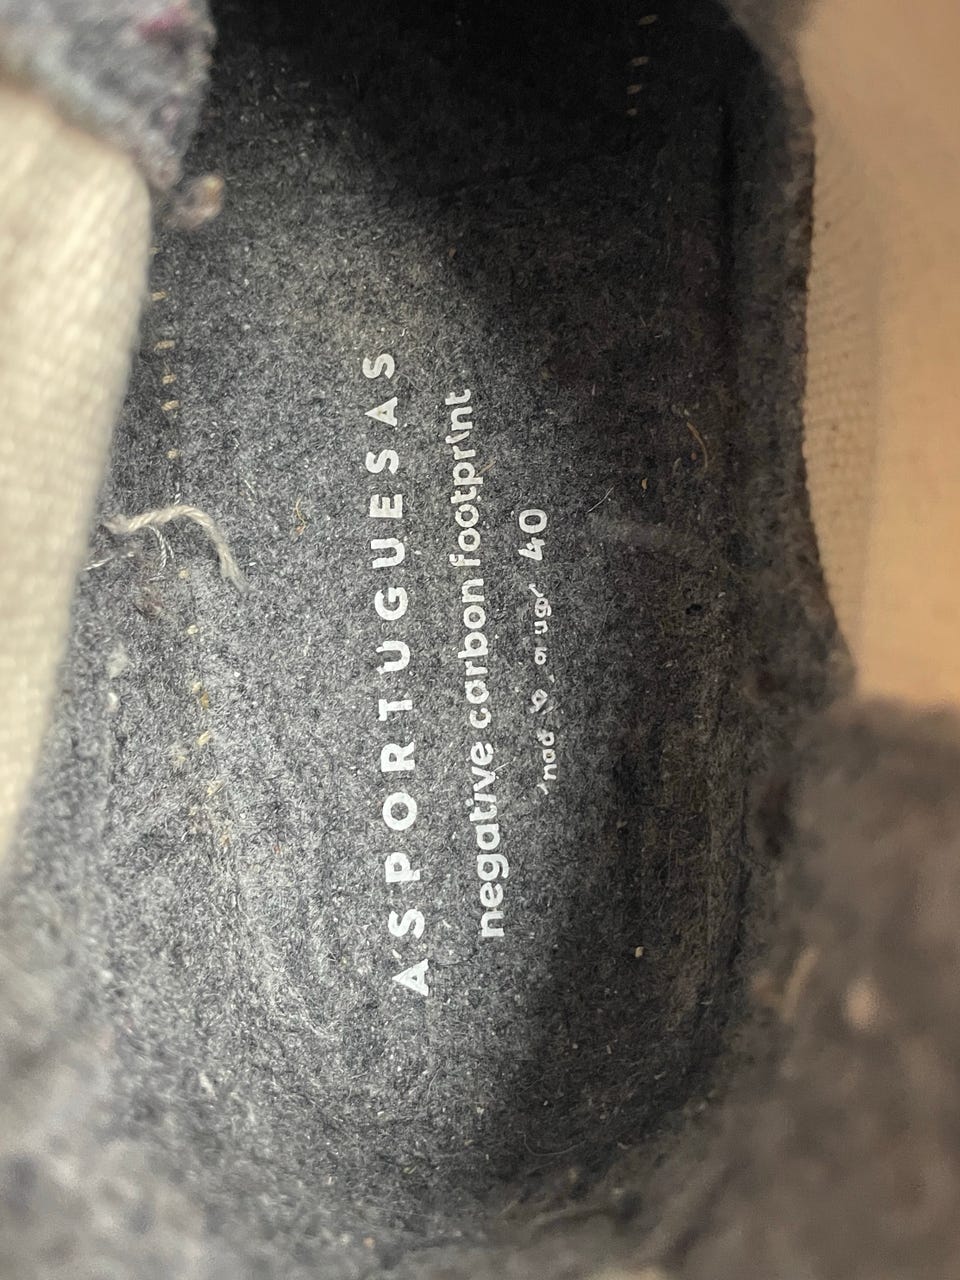 ASPORTUGUESAS
negative carbon footprint
40